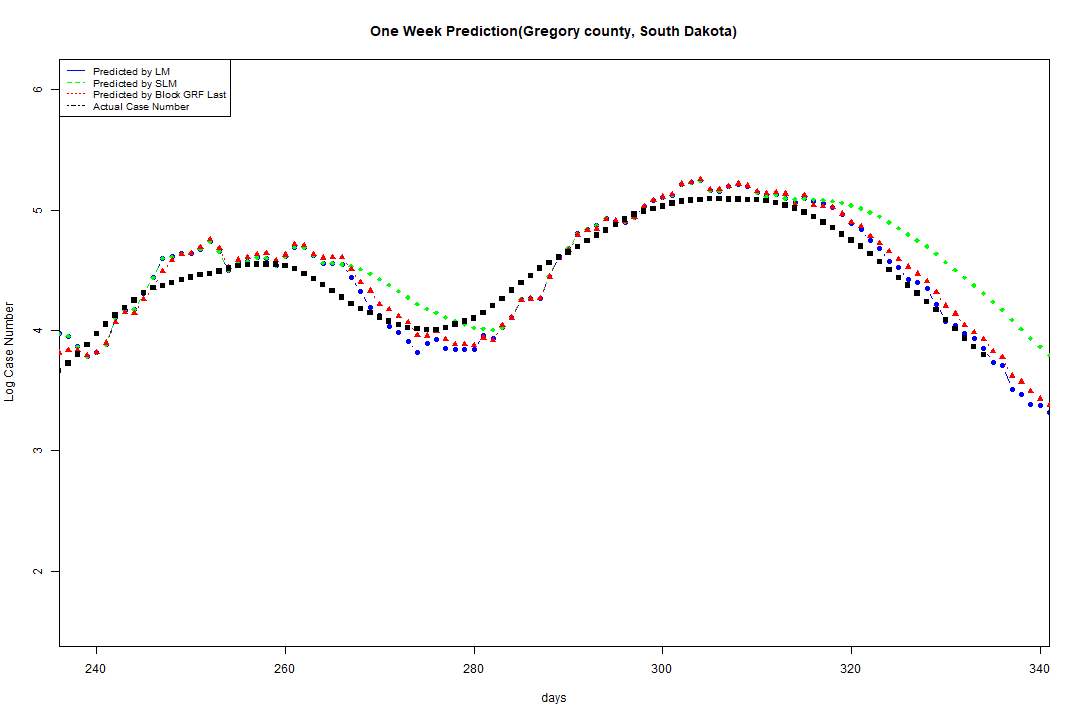 One Week Prediction(Gregory county, South Dakota)
Predicted by LM
Predicted by SLM
Predicted by Block GRF Last
Actual Case Number
6
5
4
3
2
Log Case Number
240
260
280
300
320
340
days